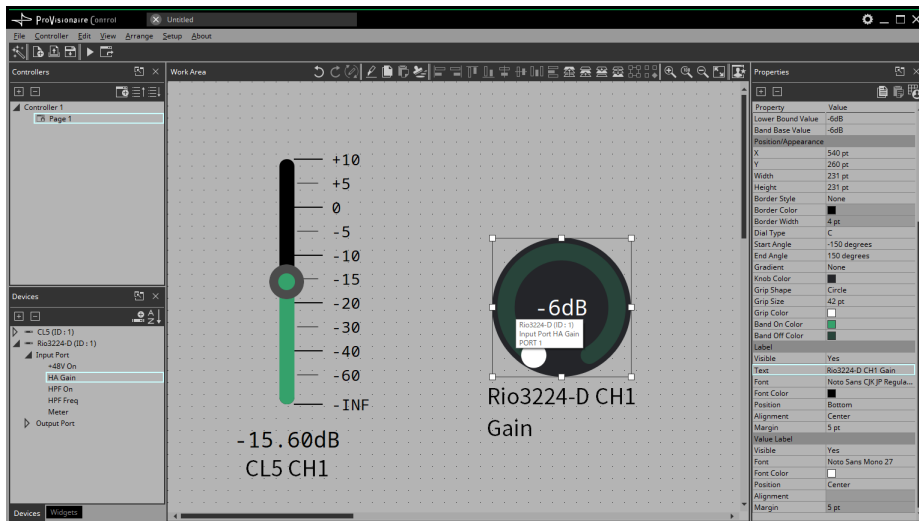 ProVisionaire Control
Untitled
File Controller Edit View Arrange Setup About
Controllers
Controller 1
Page 1
Devices
CL5 (ID : 1)
Rio3224-D (ID : 1)
Input Port
+48V On
HA Gain
HPF On
HPF Freq
Meter
Output Port
Devices Widgets
Work Area
+10
+5
0
-5
-10
-15
-20
-30
-40
-60
-INF
-15.60dB
CL5 CH1
-6dB
Rio3224-D (ID : 1)
Input Port HA Gain
PORT 1
Rio3224-D CH1
Gain
Properties
Property Value
Lower Bound Value -6dB
Band Base Value -6dB
Position/Appearance
X 540 pt
Y 260 pt
Width 231 pt
Height 231 pt
Border Style None
Border Color
Border Width 4 pt
Dial Type C
Start Angle -150 degrees
End Angle 150 degrees
Gradient None
Knob Color
Grip Shape Circle
Grip Size 42 pt
Grip Color
Band On Color
Band Off Color
Label
Visible Yes
Text Rio3224-D CH1 Gain
Font Noto Sans CJK JP Regula...
Font Color
Position Bottom
Alignment Center
Margin 5 pt
Value Label
Visible Yes
Font Noto Sans Mono 27
Font Color
Position Center
Alignment
Margin 5 pt